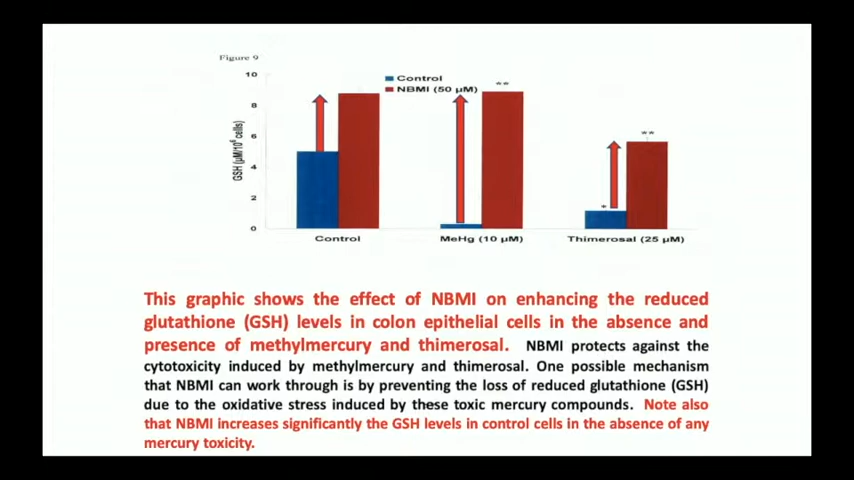 Figure 9
10
Control
NBMI (50 µM)
**
8
6
**
4
2
*
0
GSH (µM/10⁶ cells)
Control
MeHg (10 µM)
Thimerosal (25 µM)
This graphic shows the effect of NBMI on enhancing the reduced
glutathione (GSH) levels in colon epithelial cells in the absence and
presence of methylmercury and thimerosal. NBMI protects against the
cytotoxicity induced by methylmercury and thimerosal. One possible mechanism
that NBMI can work through is by preventing the loss of reduced glutathione (GSH)
due to the oxidative stress induced by these toxic mercury compounds. Note also
that NBMI increases significantly the GSH levels in control cells in the absence of any
mercury toxicity.